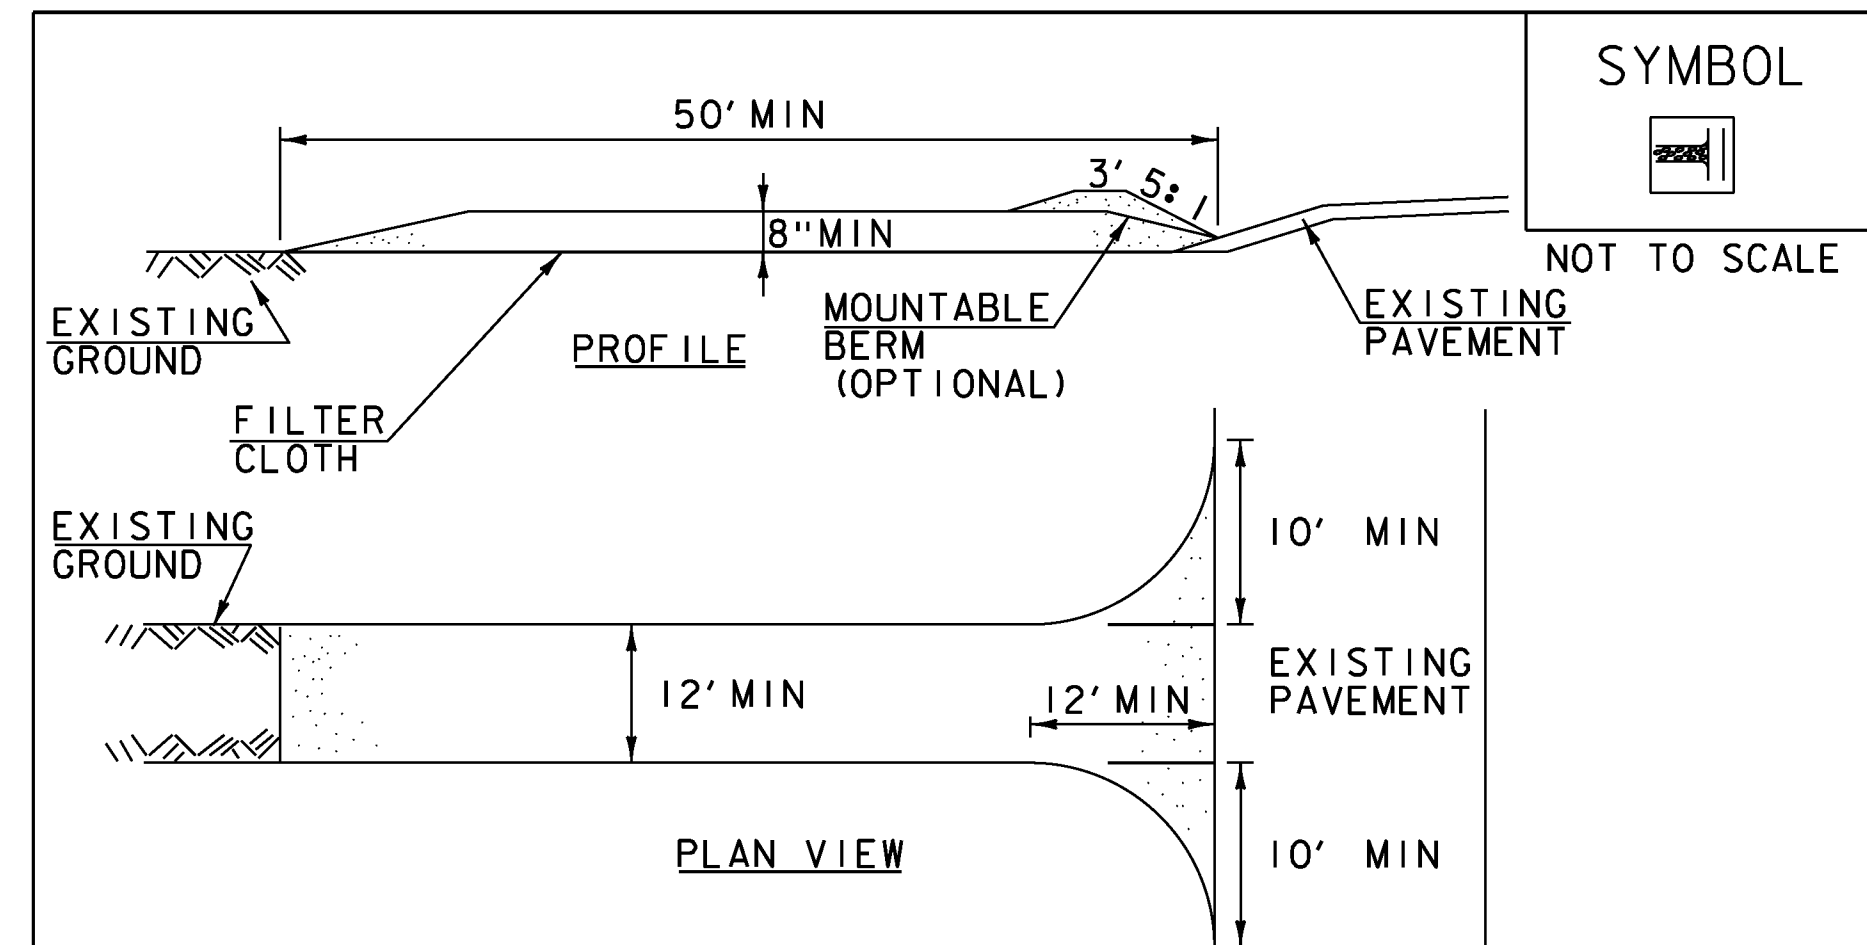 SYMBOL
50' MIN
3' 5:1
8" MIN
NOT TO SCALE
EXISTING
GROUND
PROFILE
MOUNTABLE
BERM
(OPTIONAL)
EXISTING
PAVEMENT
FILTER
CLOTH
EXISTING
GROUND
10' MIN
12' MIN
12' MIN
EXISTING
PAVEMENT
PLAN VIEW
10' MIN